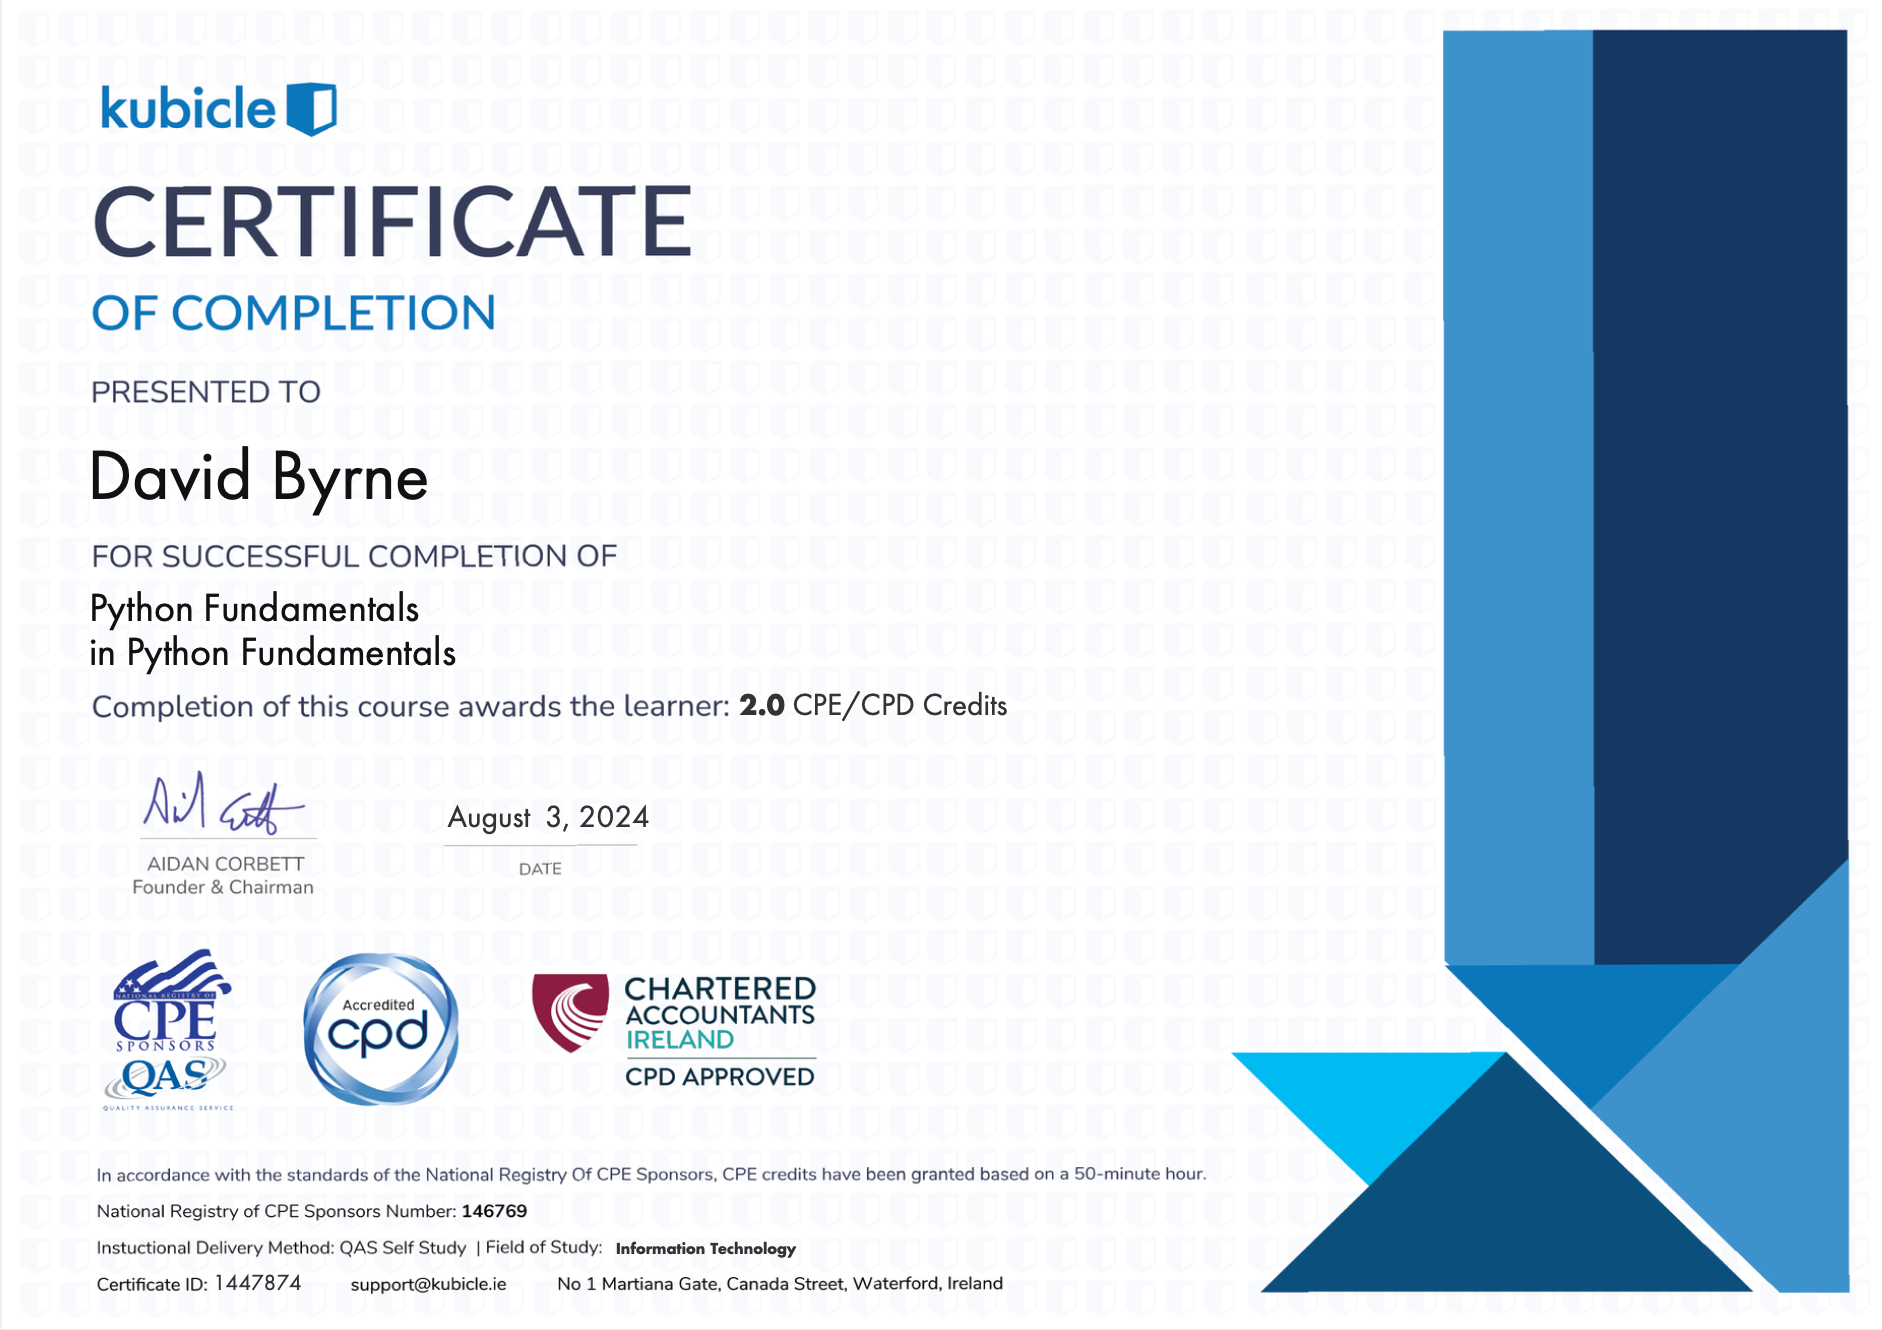 kubicle
CERTIFICATE
OF COMPLETION
PRESENTED TO
David Byrne
FOR SUCCESSFUL COMPLETION OF
Python Fundamentals
in Python Fundamentals
Completion of this course awards the learner: 2.0 CPE/CPD Credits
August 3, 2024
AIDAN CORBETT
Founder & Chairman
DATE
NATIONAL REGISTRY OF
CPE
SPONSORS
QAS
QUALITY ASSURANCE SERVICE
Accredited
cpd
CHARTERED
ACCOUNTANTS
IRELAND
CPD APPROVED
In accordance with the standards of the National Registry Of CPE Sponsors, CPE credits have been granted based on a 50-minute hour.
National Registry of CPE Sponsors Number: 146769
Instuctional Delivery Method: QAS Self Study | Field of Study: Information Technology
Certificate ID: 1447874 support@kubicle.ie No 1 Martiana Gate, Canada Street, Waterford, Ireland